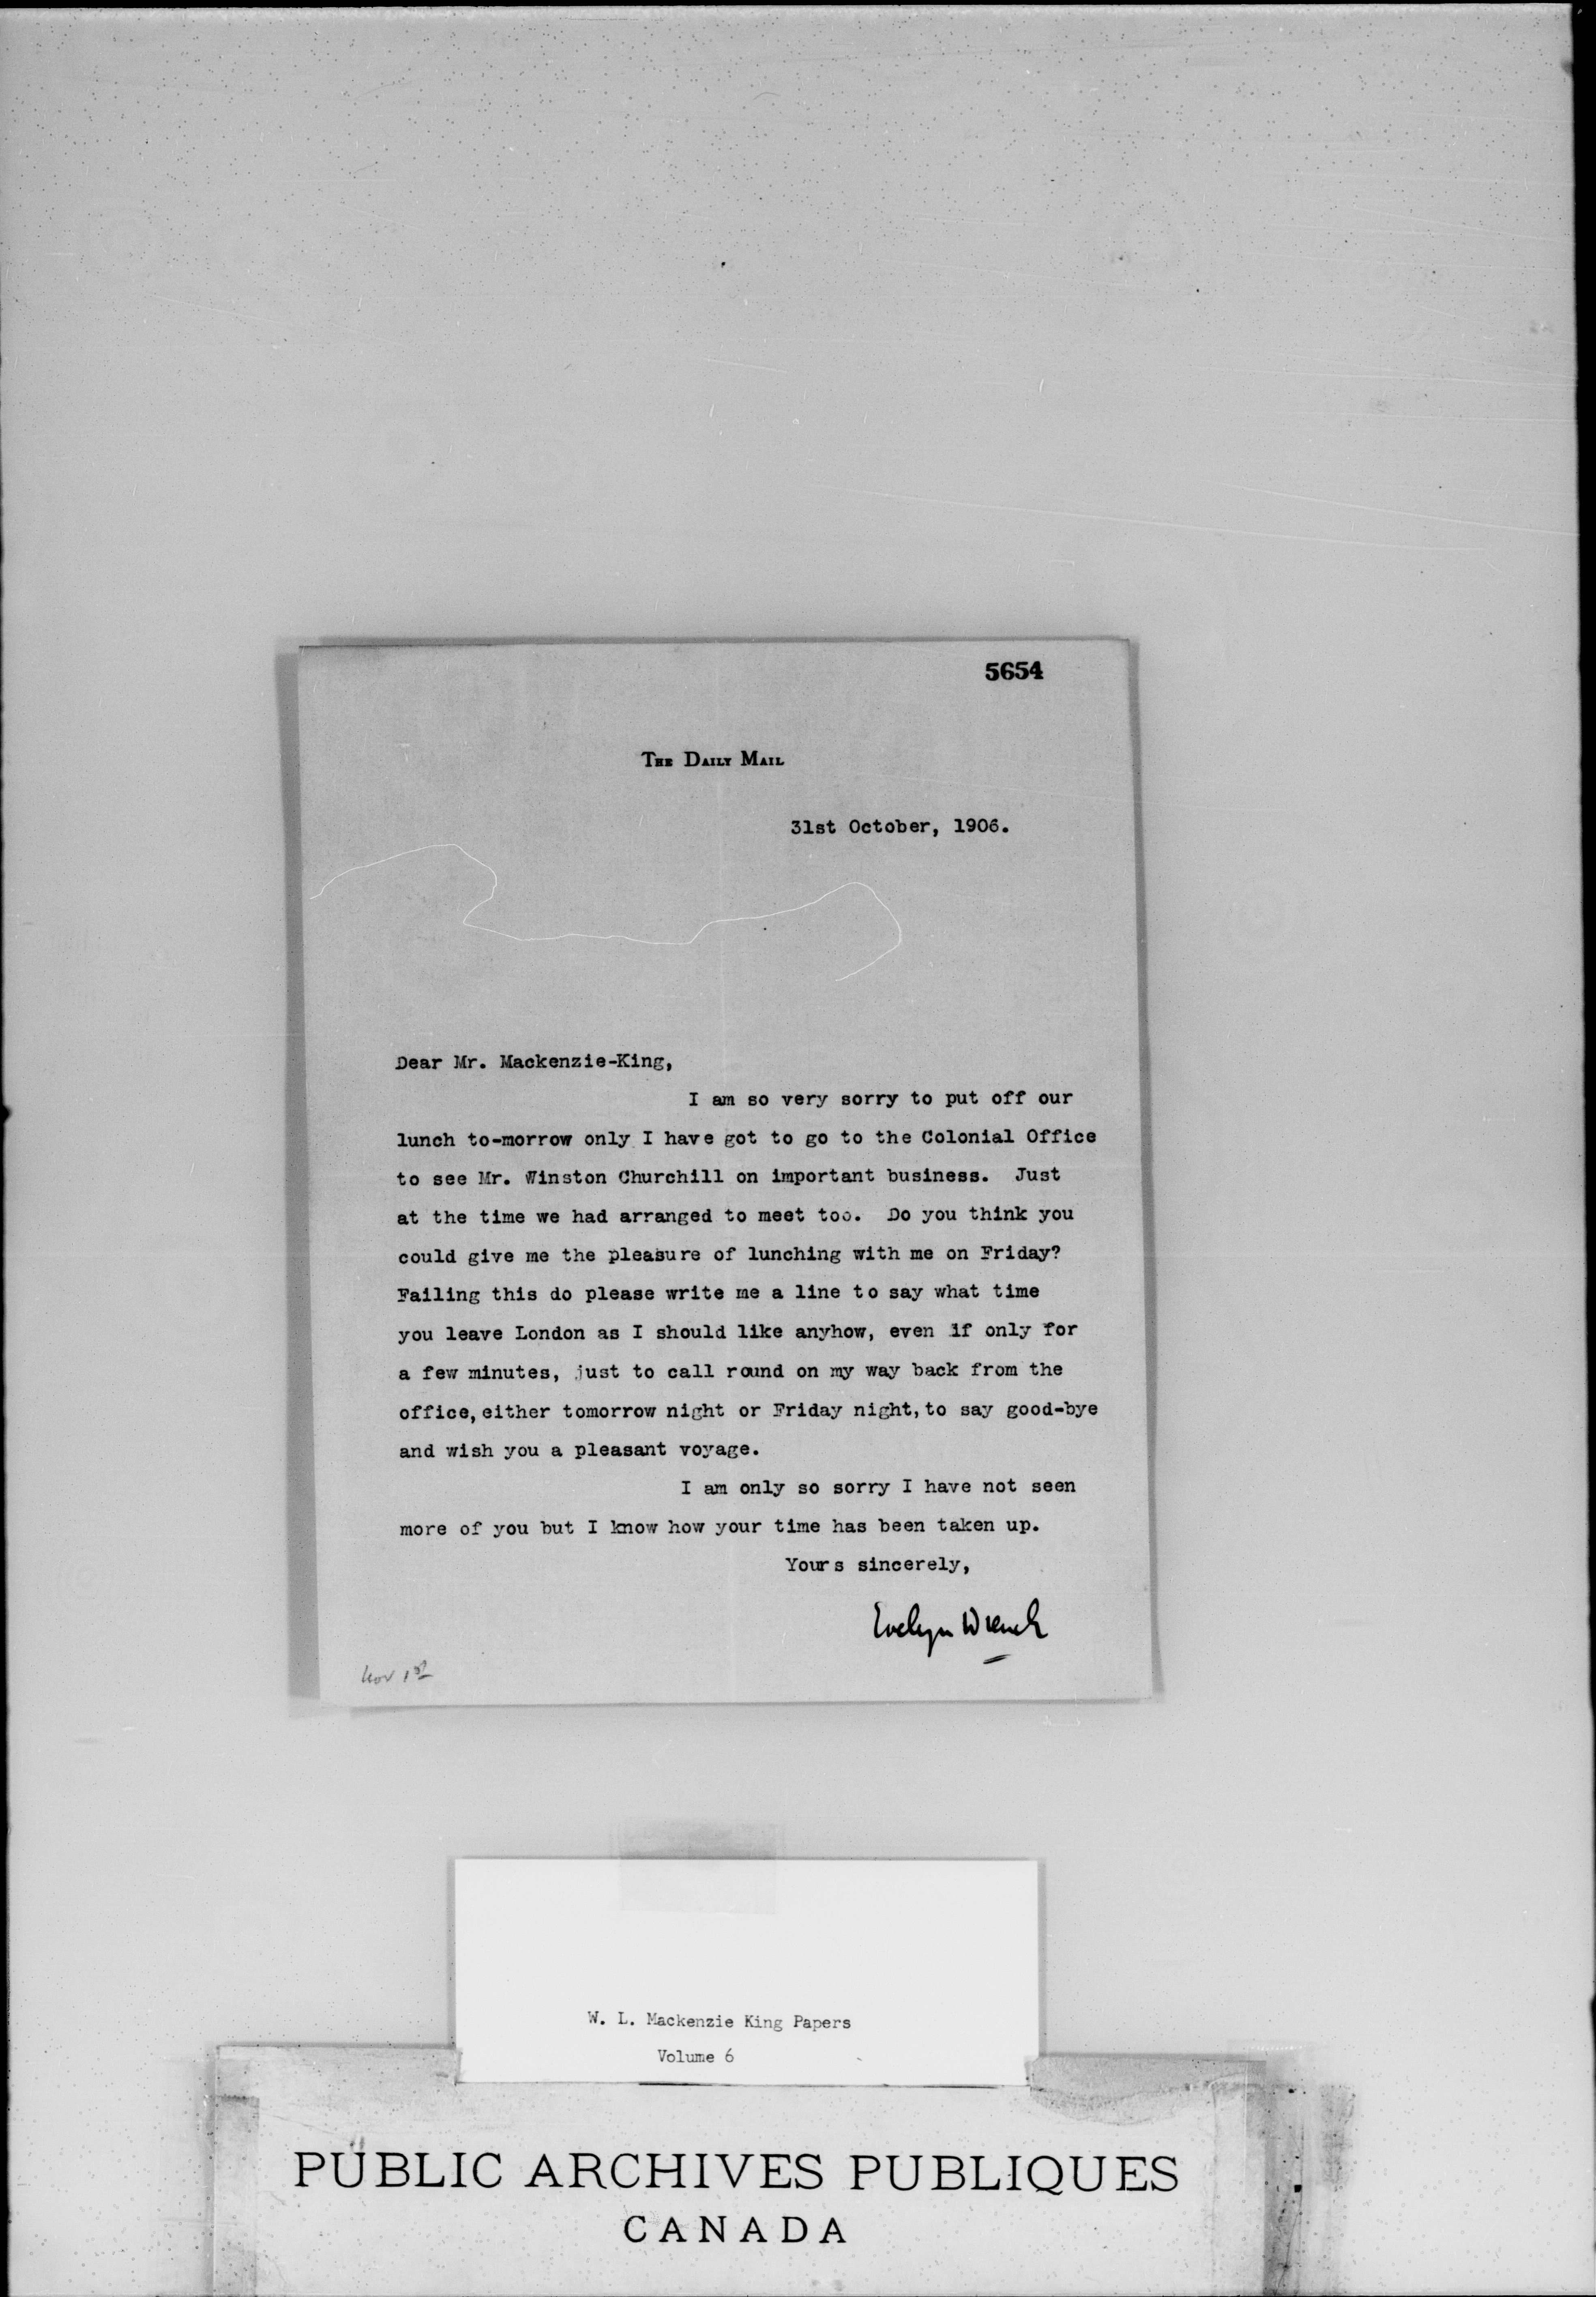 5654
THE DAILY MAIL
31st October, 1906.
Dear Mr. Mackenzie-King,
I am so very sorry to put off our
lunch to-morrow only I have got to go to the Colonial Office
to see Mr. Winston Churchill on important business. Just
at the time we had arranged to meet too. Do you think you
could give me the pleasure of lunching with me on Friday?
Failing this do please write me a line to say what time
you leave London as I should like anyhow, even if only for
a few minutes, just to call round on my way back from the
office, either tomorrow night or Friday night, to say good-bye
and wish you a pleasant voyage.
I am only so sorry I have not seen
more of you but I know how your time has been taken up.
Yours sincerely,
Evelyn Wrench
Nov 1st
W. L. Mackenzie King Papers
Volume 6
PUBLIC ARCHIVES PUBLIQUES
CANADA